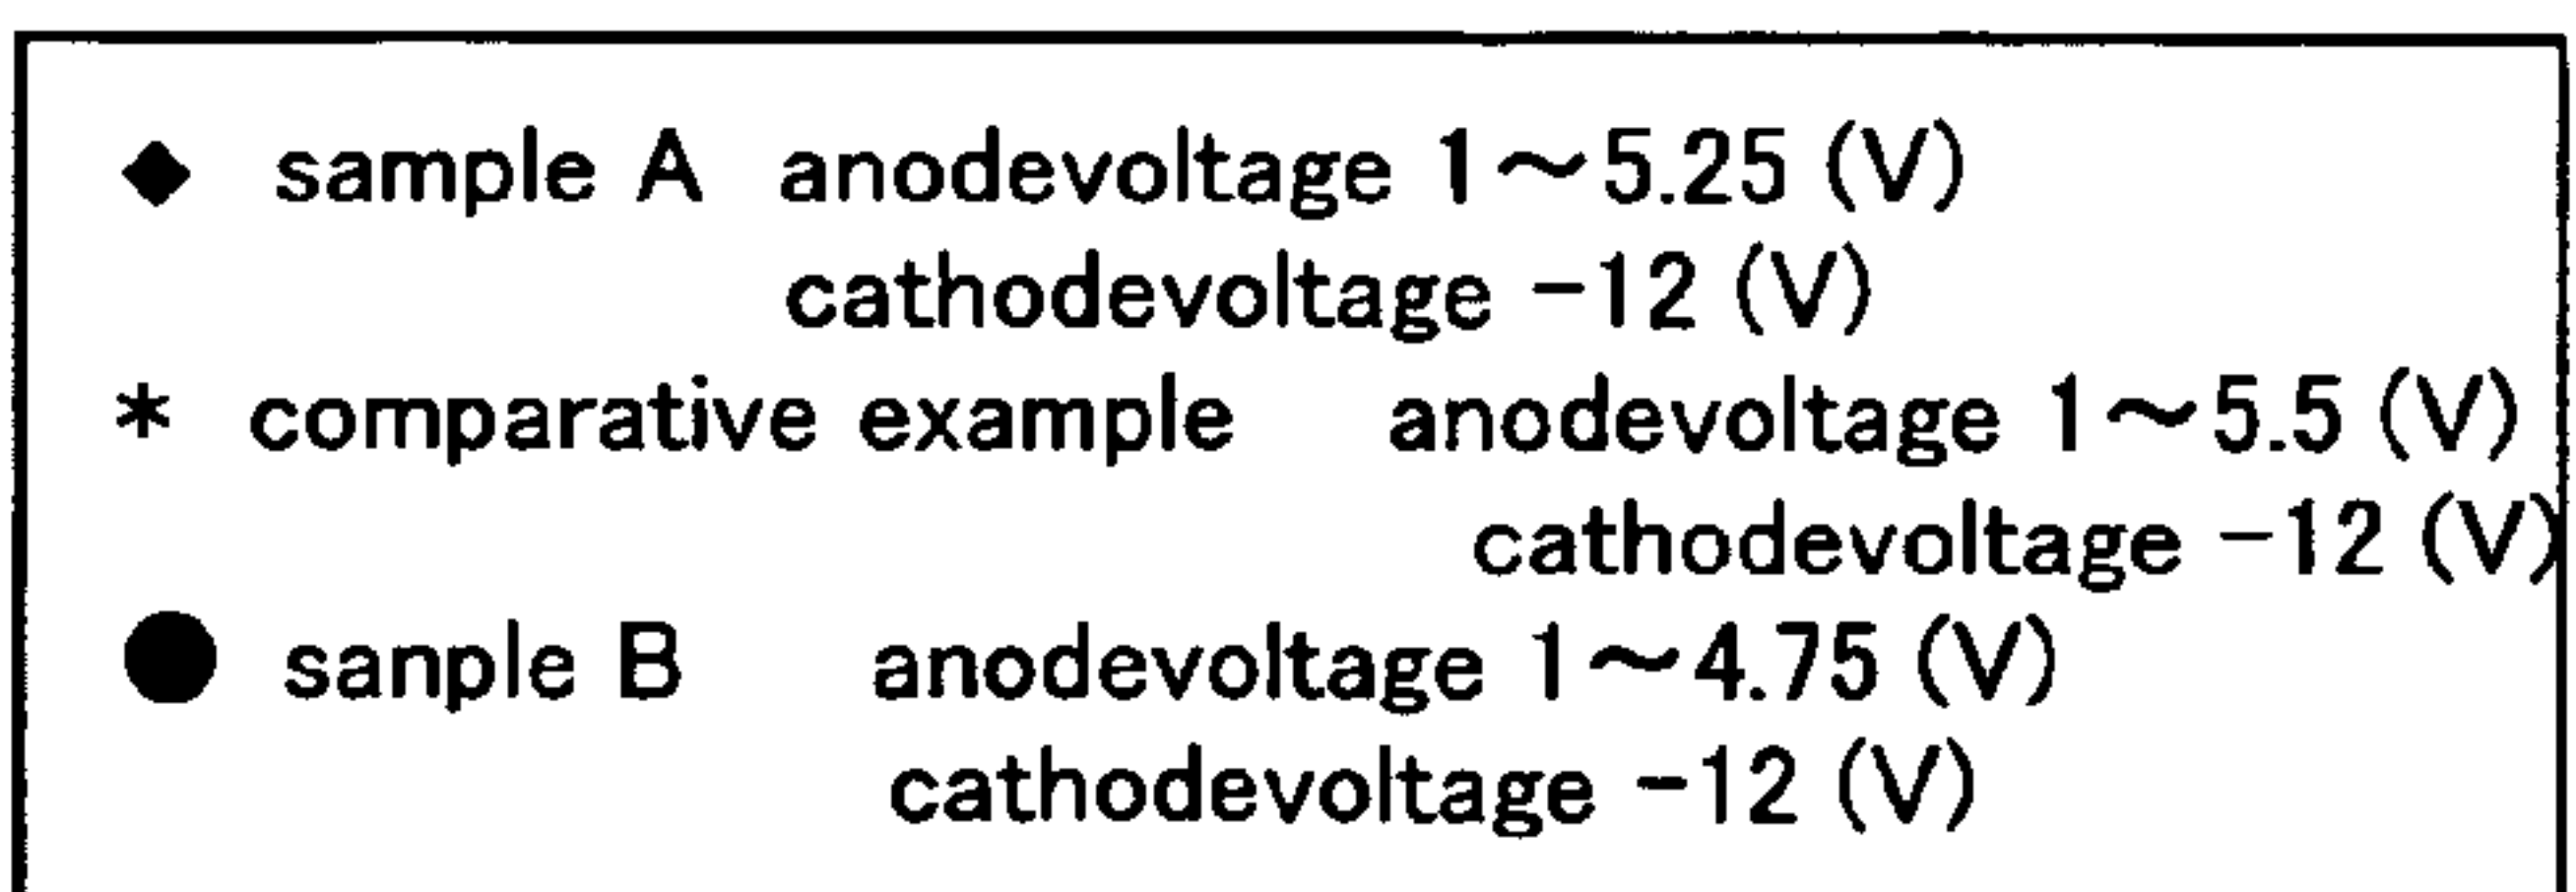 ◆ sample A anodevoltage 1～5.25 (V)
cathodevoltage −12 (V)
* comparative example anodevoltage 1～5.5 (V)
cathodevoltage −12 (V)
● sanple B anodevoltage 1～4.75 (V)
cathodevoltage −12 (V)